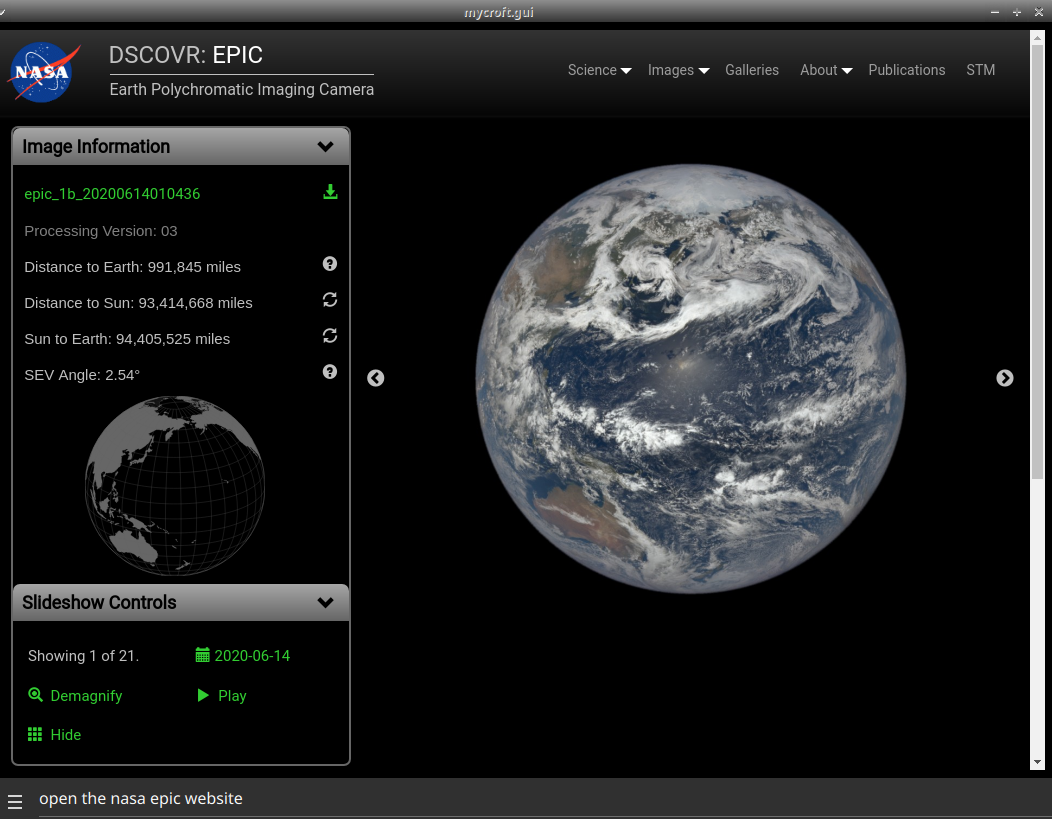 mycroft.gui
NASA
DSCOVR: EPIC
Earth Polychromatic Imaging Camera
Science
Images
Galleries
About
Publications
STM
Image Information
epic_1b_20200614010436
Processing Version: 03
Distance to Earth: 991,845 miles
Distance to Sun: 93,414,668 miles
Sun to Earth: 94,405,525 miles
SEV Angle: 2.54°
Slideshow Controls
Showing 1 of 21.
2020-06-14
Demagnify
Play
Hide
open the nasa epic website